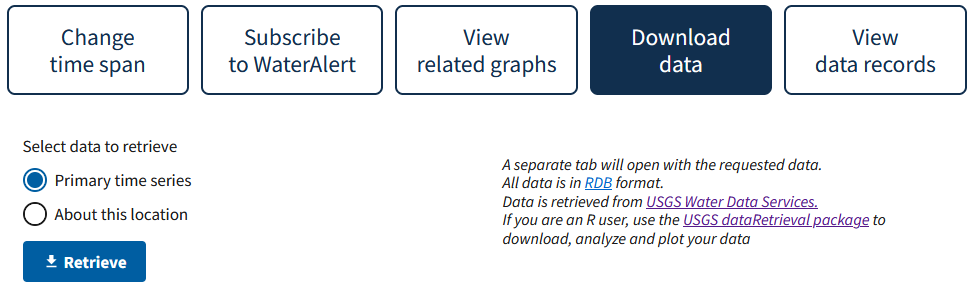 Change
time span
Subscribe
to WaterAlert
View
related graphs
Download
data
View
data records
Select data to retrieve
Primary time series
About this location
Retrieve
A separate tab will open with the requested data.
All data is in RDB format.
Data is retrieved from USGS Water Data Services.
If you are an R user, use the USGS dataRetrieval package to
download, analyze and plot your data